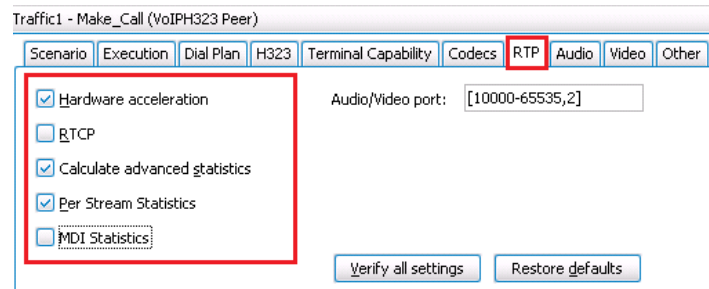 Traffic1 - Make_Call (VoIPH323 Peer)
Scenario Execution Dial Plan H323 Terminal Capability Codecs RTP Audio Video Other
Hardware acceleration Audio/Video port: [10000-65535,2]
RTCP
Calculate advanced statistics
Per Stream Statistics
MDI Statistics
Verify all settings Restore defaults